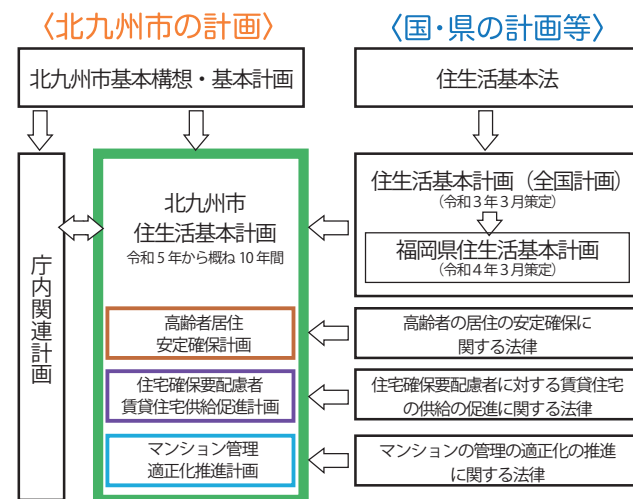 〈北九州市の計画〉
北九州市基本構想・基本計画
庁内関連計画
北九州市
住生活基本計画
令和5年から概ね10年間
高齢者居住
安定確保計画
住宅確保要配慮者
賃貸住宅供給促進計画
マンション管理
適正化推進計画
〈国・県の計画等〉
住生活基本法
住生活基本計画（全国計画）
（令和3年3月策定）
福岡県住生活基本計画
（令和4年3月策定）
高齢者の居住の安定確保に
関する法律
住宅確保要配慮者に対する賃貸住宅
の供給の促進に関する法律
マンションの管理の適正化の推進
に関する法律